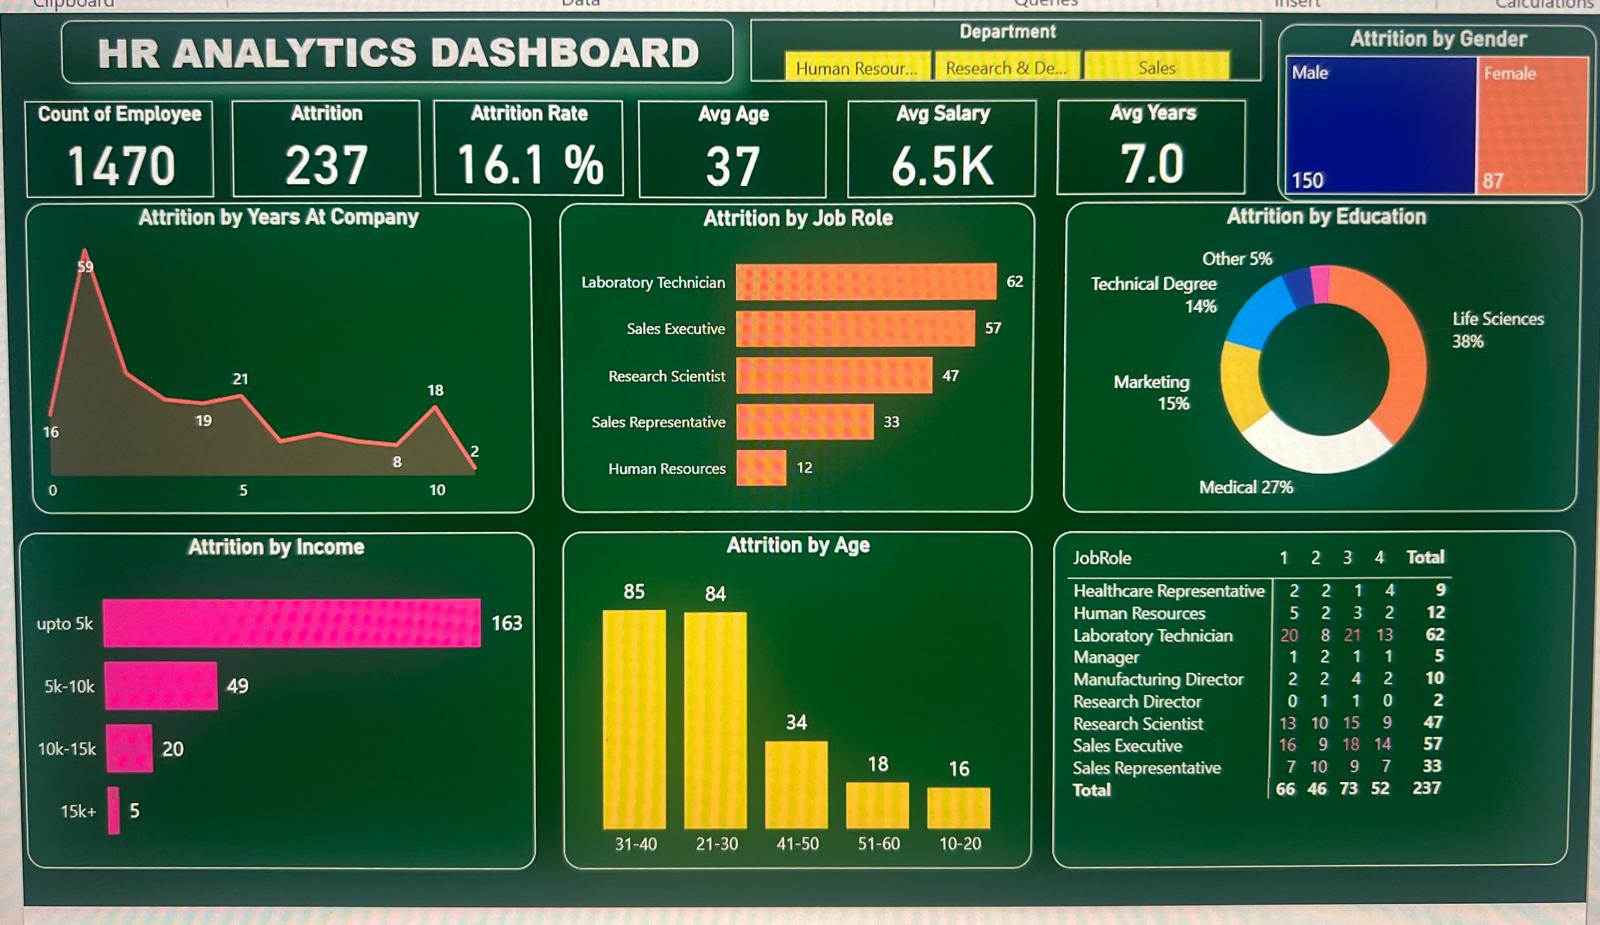 Clipboard
Data
Queries
Insert
Calculations
HR ANALYTICS DASHBOARD
Department
Human Resour...
Research & De...
Sales
Attrition by Gender
Male
Female
150
87
Count of Employee
1470
Attrition
237
Attrition Rate
16.1 %
Avg Age
37
Avg Salary
6.5K
Avg Years
7.0
Attrition by Years At Company
59
16
19
21
8
18
2
0
5
10
Attrition by Job Role
Laboratory Technician 62
Sales Executive 57
Research Scientist 47
Sales Representative 33
Human Resources 12
Attrition by Education
Other 5%
Technical Degree
14%
Life Sciences
38%
Marketing
15%
Medical 27%
Attrition by Income
upto 5k 163
5k-10k 49
10k-15k 20
15k+ 5
Attrition by Age
85
84
34
18
16
31-40
21-30
41-50
51-60
10-20
JobRole 1 2 3 4 Total
Healthcare Representative 2 2 1 4 9
Human Resources 5 2 3 2 12
Laboratory Technician 20 8 21 13 62
Manager 1 2 1 1 5
Manufacturing Director 2 2 4 2 10
Research Director 0 1 1 0 2
Research Scientist 13 10 15 9 47
Sales Executive 16 9 18 14 57
Sales Representative 7 10 9 7 33
Total 66 46 73 52 237